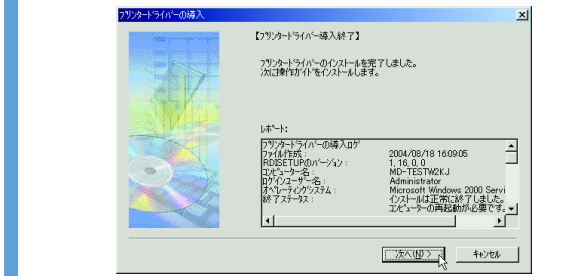 プリンタードライバーの導入
【プリンタードライバー導入終了】
プリンタードライバーのインストールを完了しました。
次に操作ガイドをインストールします。
レポート:
プリンタードライバーの導入ログ
ファイル作成: 2004/08/18 16:09:05
RDISETUPのバージョン: 1, 16, 0, 0
コンピューター名: MD-TESTW2KJ
ログインユーザー名: Administrator
オペレーティングシステム: Microsoft Windows 2000 Servi
終了ステータス: インストールは正常に終了しました。
コンピューターの再起動が必要です。
次へ(N) >
キャンセル